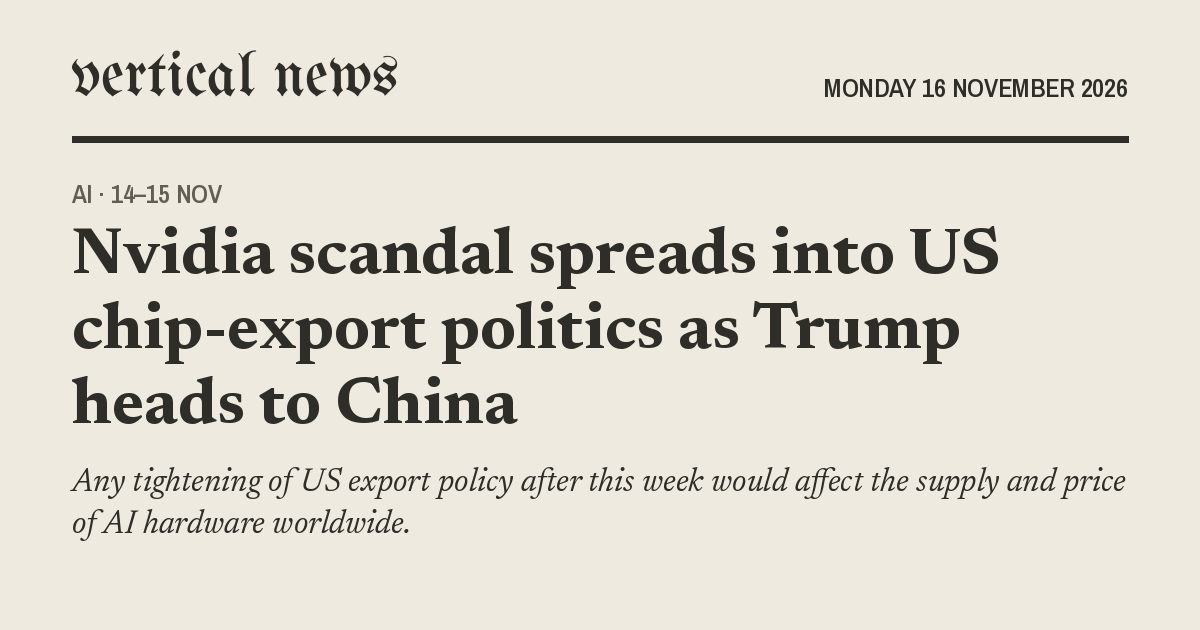 vertical news
MONDAY 16 NOVEMBER 2026
AI · 14–15 NOV
Nvidia scandal spreads into US
chip-export politics as Trump
heads to China
Any tightening of US export policy after this week would affect the supply and price
of AI hardware worldwide.